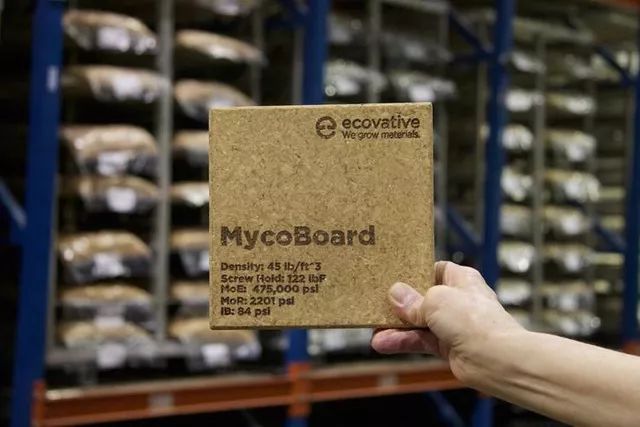 ecovative
We grow materials.
MycoBoard
Density: 45 lb/ft^3
Screw Hold: 122 lbF
MoE: 475,000 psi
MoR: 2201 psi
IB: 84 psi